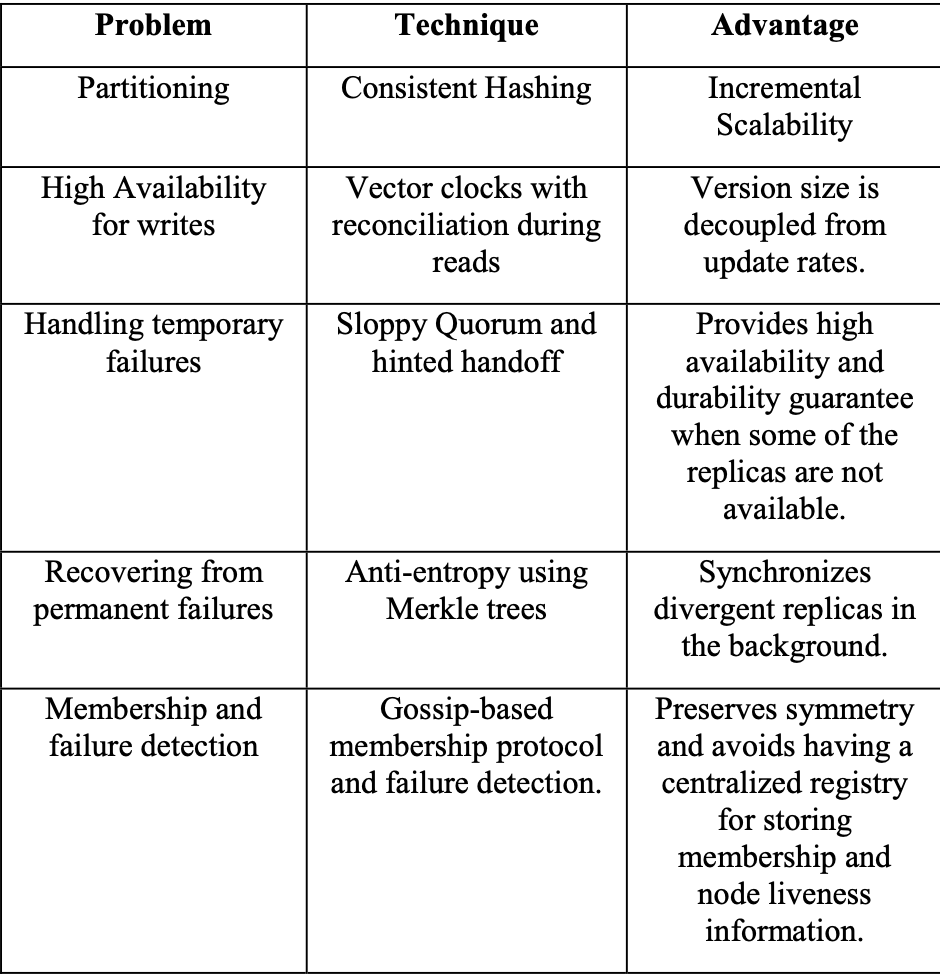 Problem
Technique
Advantage
Partitioning
Consistent Hashing
Incremental
Scalability
High Availability
for writes
Vector clocks with
reconciliation during
reads
Version size is
decoupled from
update rates.
Handling temporary
failures
Sloppy Quorum and
hinted handoff
Provides high
availability and
durability guarantee
when some of the
replicas are not
available.
Recovering from
permanent failures
Anti-entropy using
Merkle trees
Synchronizes
divergent replicas in
the background.
Membership and
failure detection
Gossip-based
membership protocol
and failure detection.
Preserves symmetry
and avoids having a
centralized registry
for storing
membership and
node liveness
information.